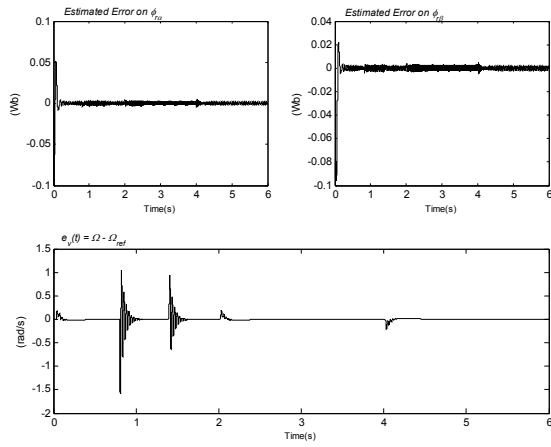 Estimated Error on ϕrα
0.1
0.05
0
-0.05
-0.1
(Wb)
0 1 2 3 4 5 6
Time(s)
Estimated Error on ϕrβ
0.04
0.02
0
-0.02
-0.04
-0.06
-0.08
-0.1
(Wb)
0 1 2 3 4 5 6
Time(s)
ev(t) = Ω - Ωref
1.5
1
0.5
0
-0.5
-1
-1.5
-2
(rad/s)
0 1 2 3 4 5 6
Time(s)